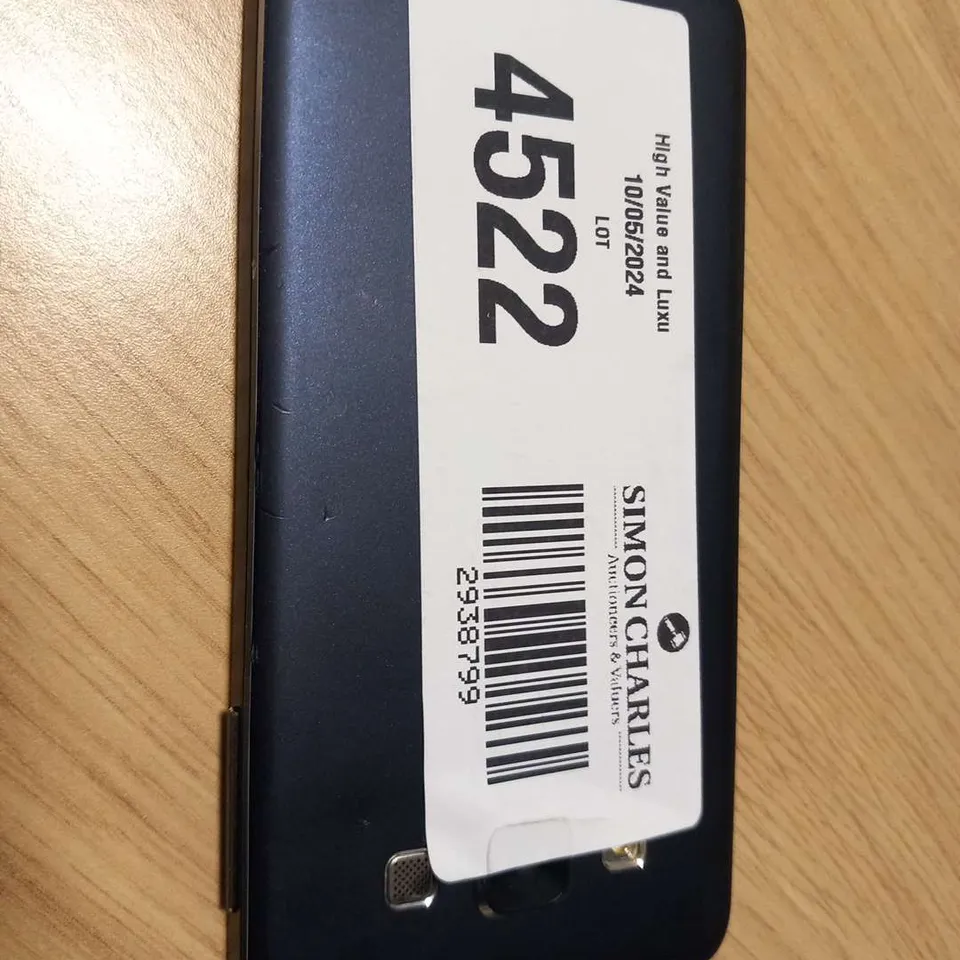 High Value and Luxu
10/05/2024
LOT
4522
SIMON CHARLES
Auctioneers & Valuers
2938799